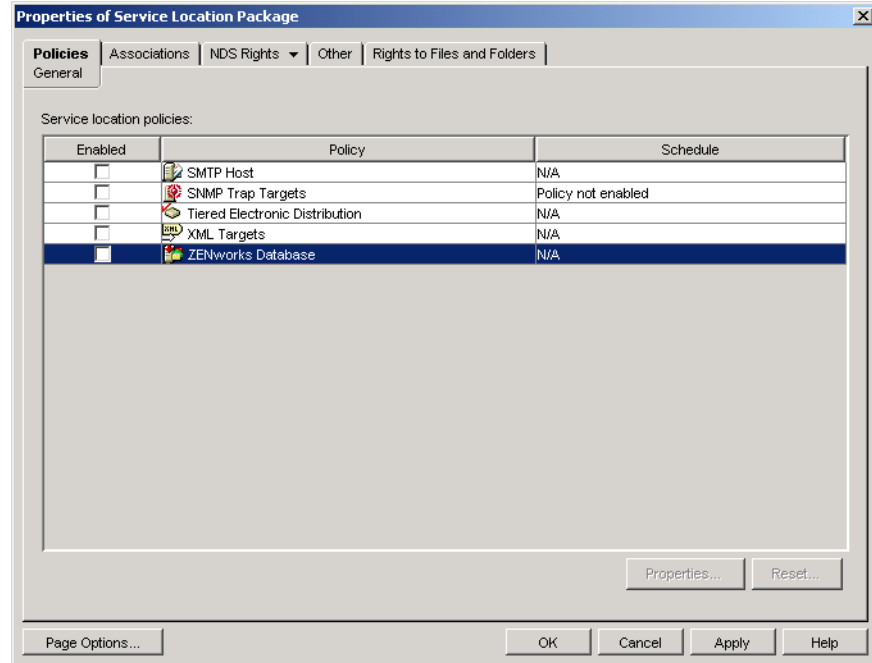 Properties of Service Location Package
Policies Associations NDS Rights Other Rights to Files and Folders
General
Service location policies:
Enabled Policy Schedule
SMTP Host N/A
SNMP Trap Targets Policy not enabled
Tiered Electronic Distribution N/A
XML XML Targets N/A
ZENworks Database N/A
Properties... Reset...
Page Options... OK Cancel Apply Help